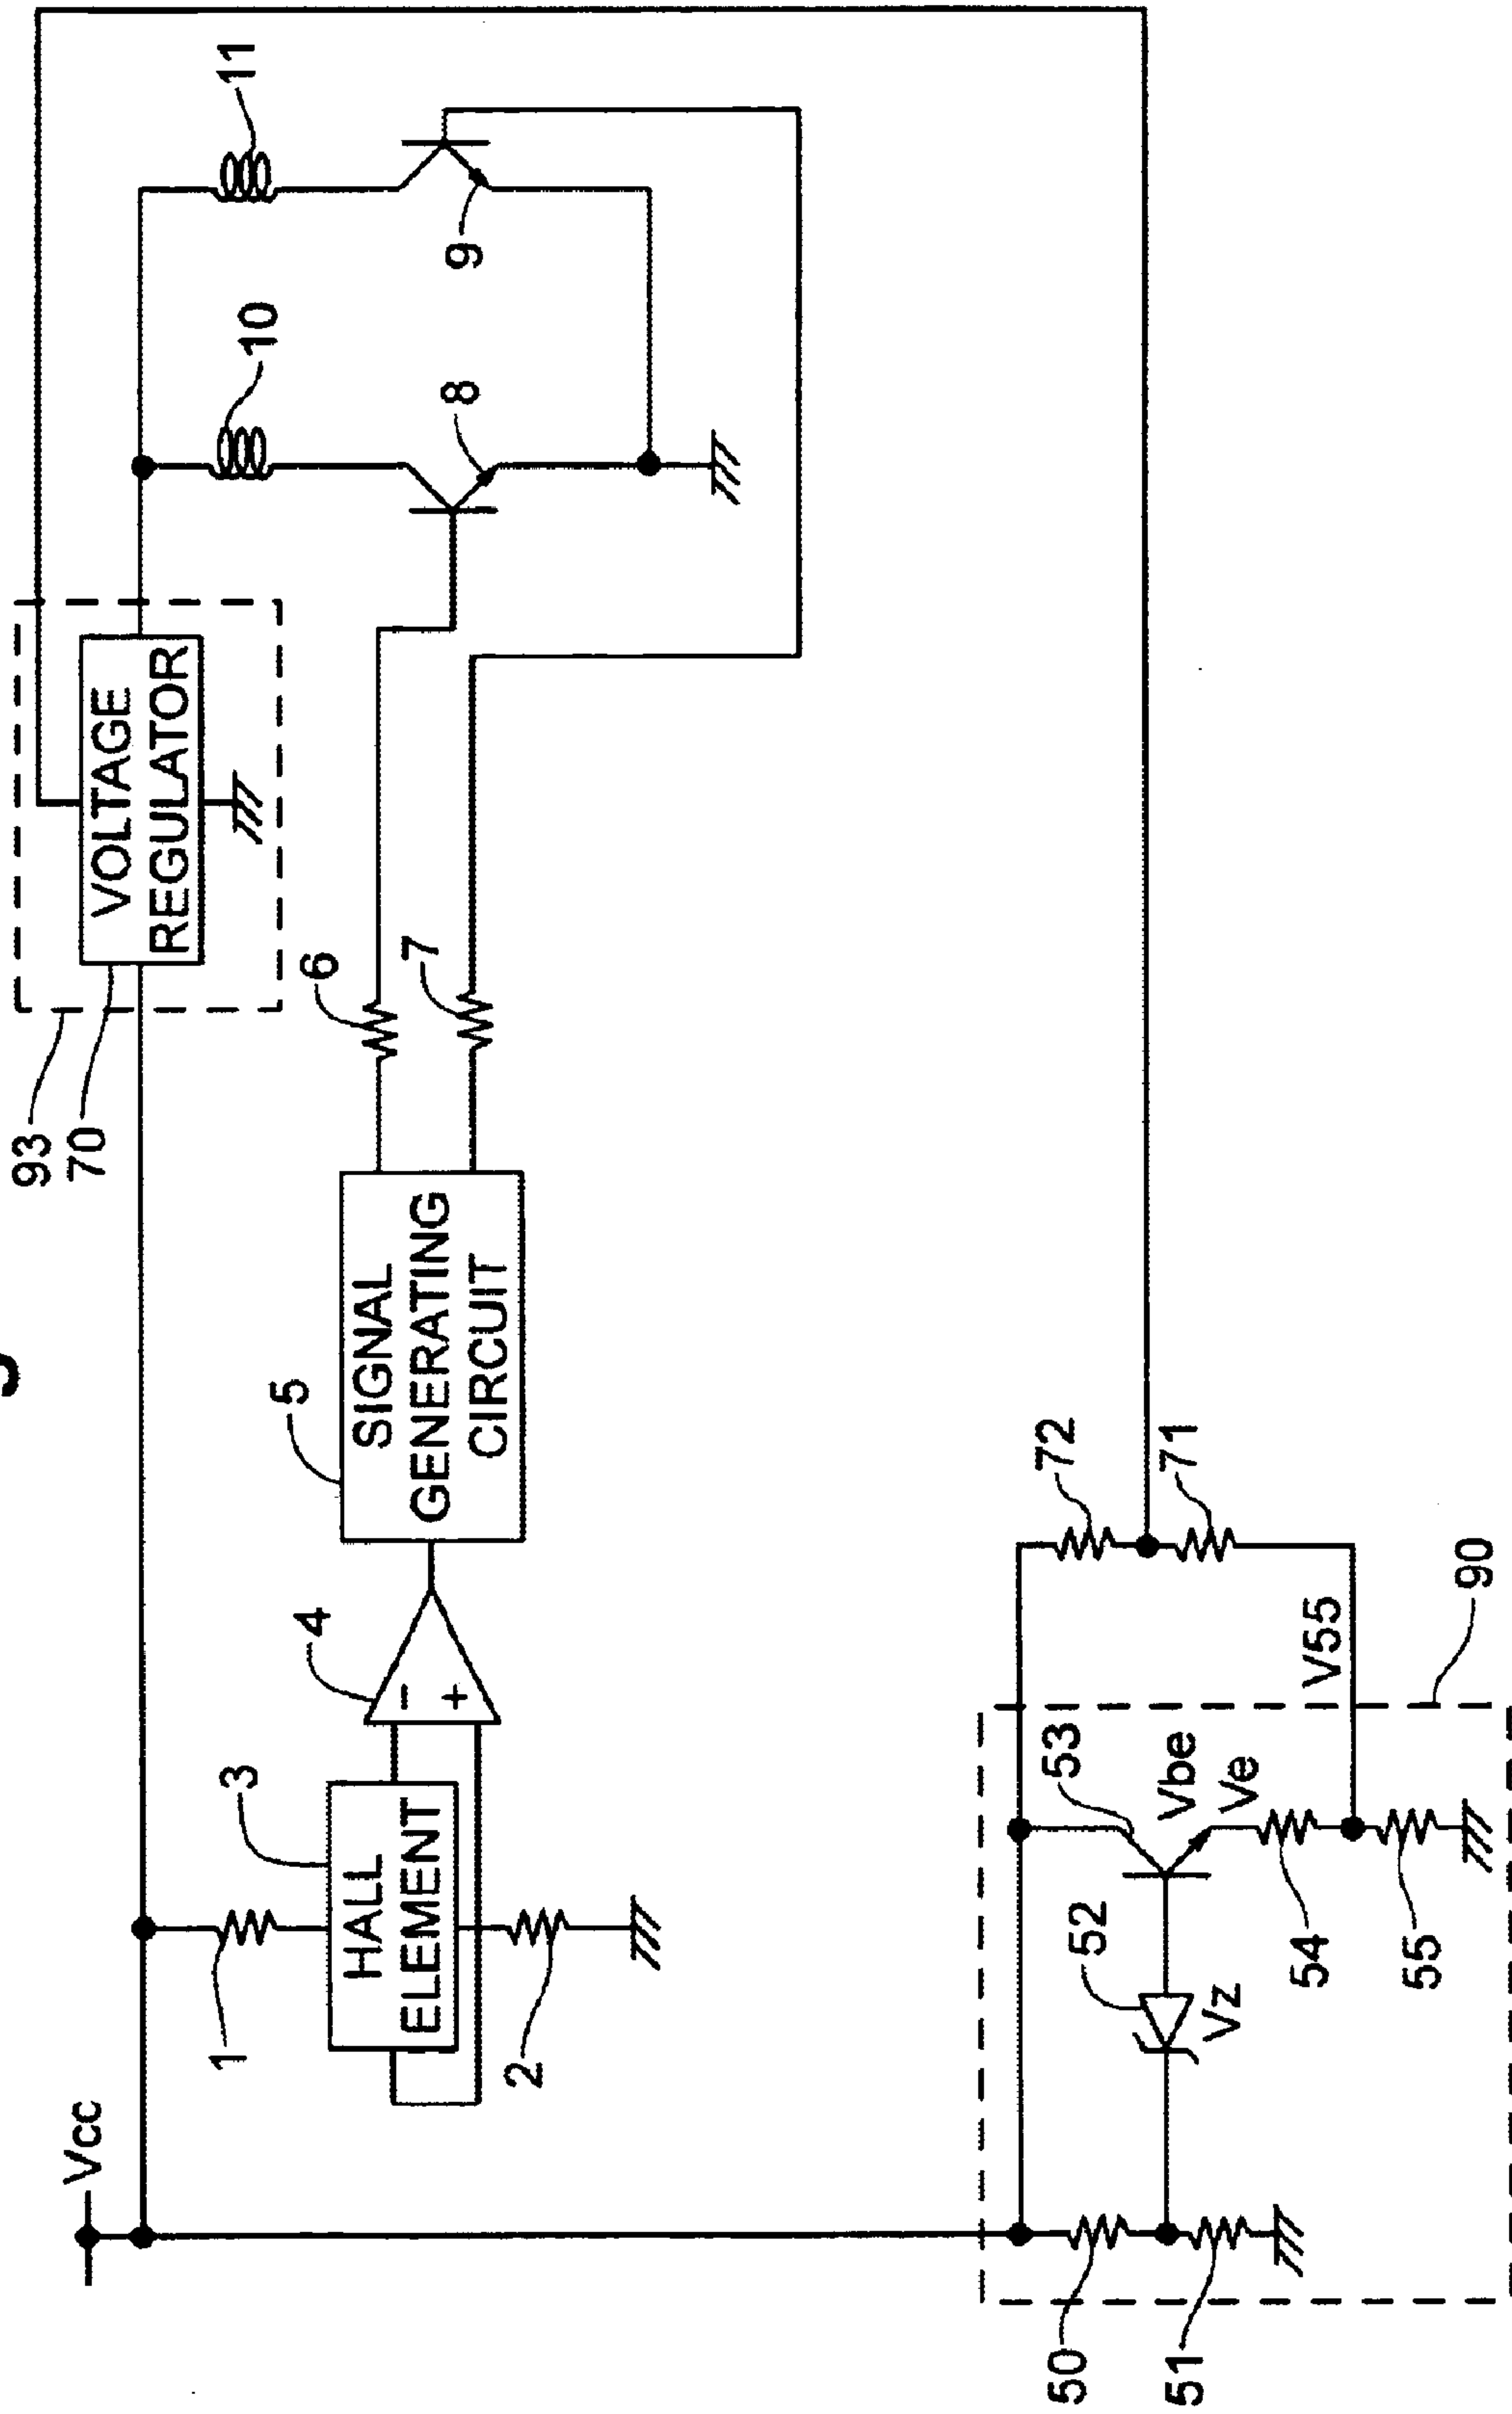 Vcc
93
70
VOLTAGE
REGULATOR
10
11
1
3
HALL
ELEMENT
2
4
-
+
5
SIGNAL
GENERATING
CIRCUIT
6
7
8
9
50
51
52
Vz
53
Vbe
Ve
54
55
V55
90
72
71